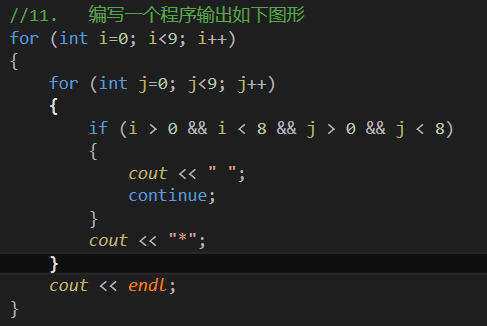 //11.   编写一个程序输出如下图形
for (int i=0; i<9; i++)
{
    for (int j=0; j<9; j++)
    {
        if (i > 0 && i < 8 && j > 0 && j < 8)
        {
            cout << " ";
            continue;
        }
        cout << "*";
    }
    cout << endl;
}